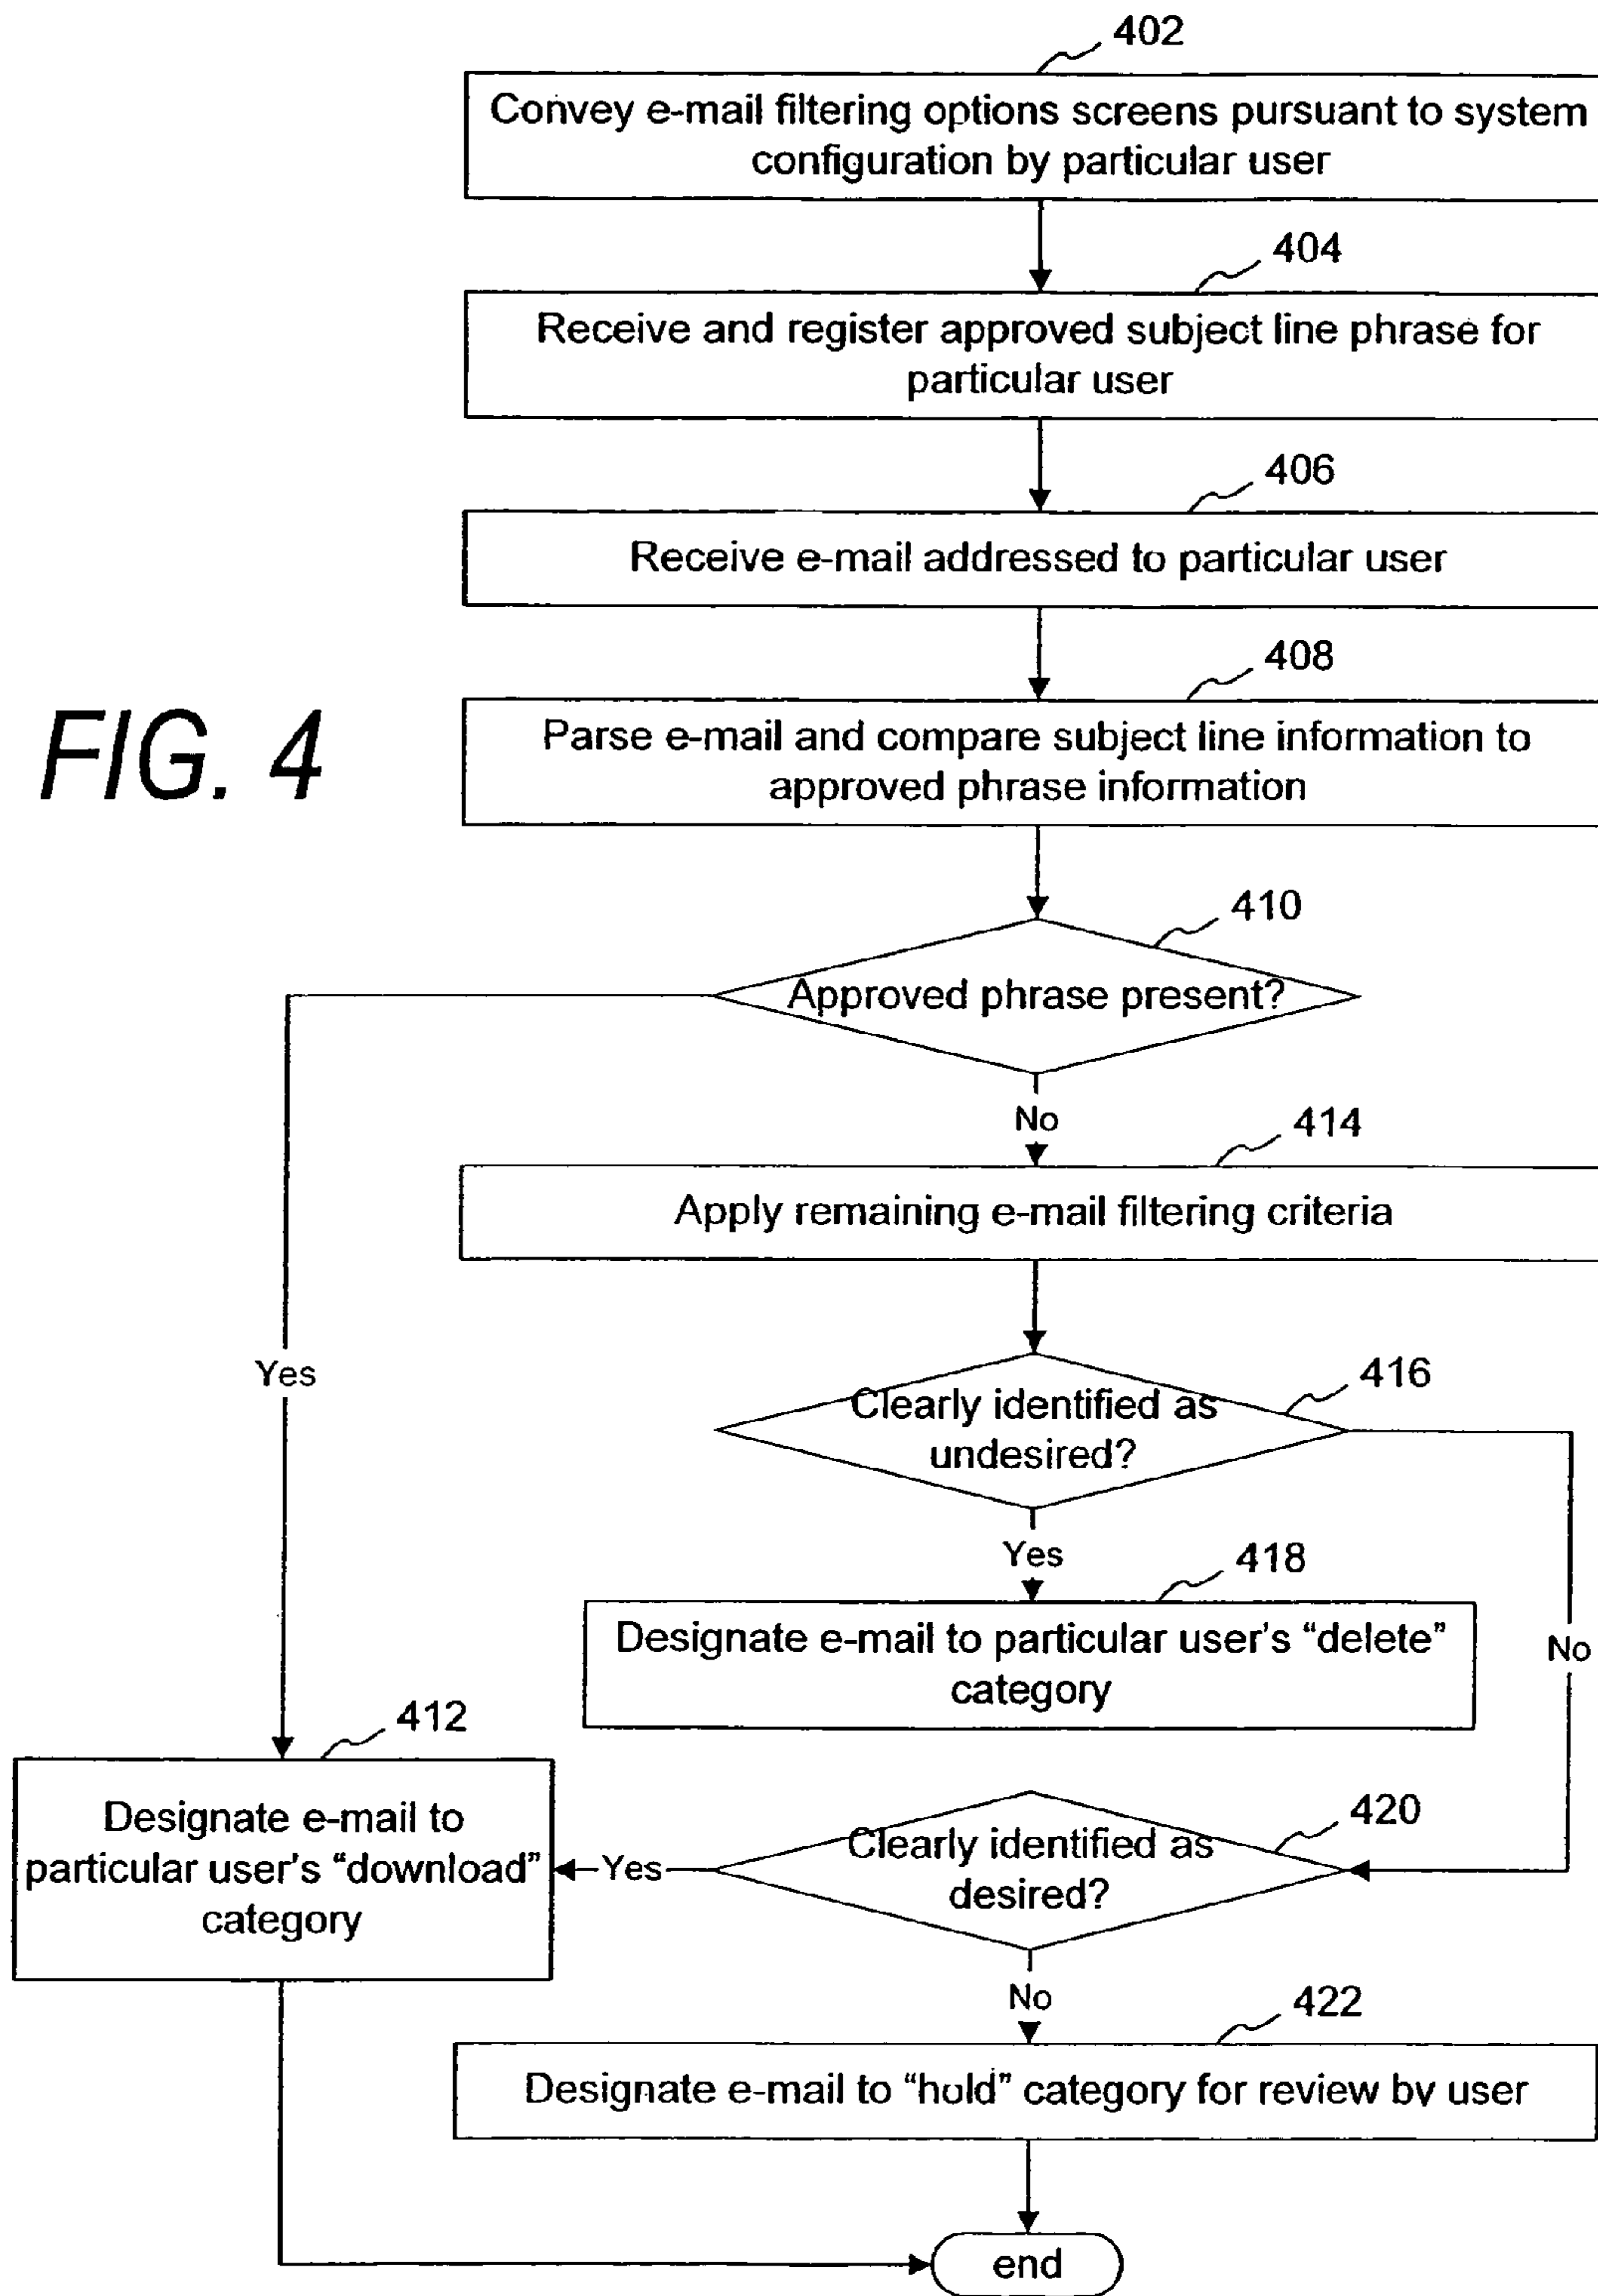 402
Convey e-mail filtering options screens pursuant to system
configuration by particular user
404
Receive and register approved subject line phrase for
particular user
406
Receive e-mail addressed to particular user
408
FIG. 4
Parse e-mail and compare subject line information to
approved phrase information
410
Approved phrase present?
No
414
Apply remaining e-mail filtering criteria
Yes
416
Clearly identified as
undesired?
Yes
418
Designate e-mail to particular user's “delete”
category
No
412
Designate e-mail to
particular user's “download”
category
420
Clearly identified as
desired?
Yes
No
422
Designate e-mail to “hold” category for review by user
end